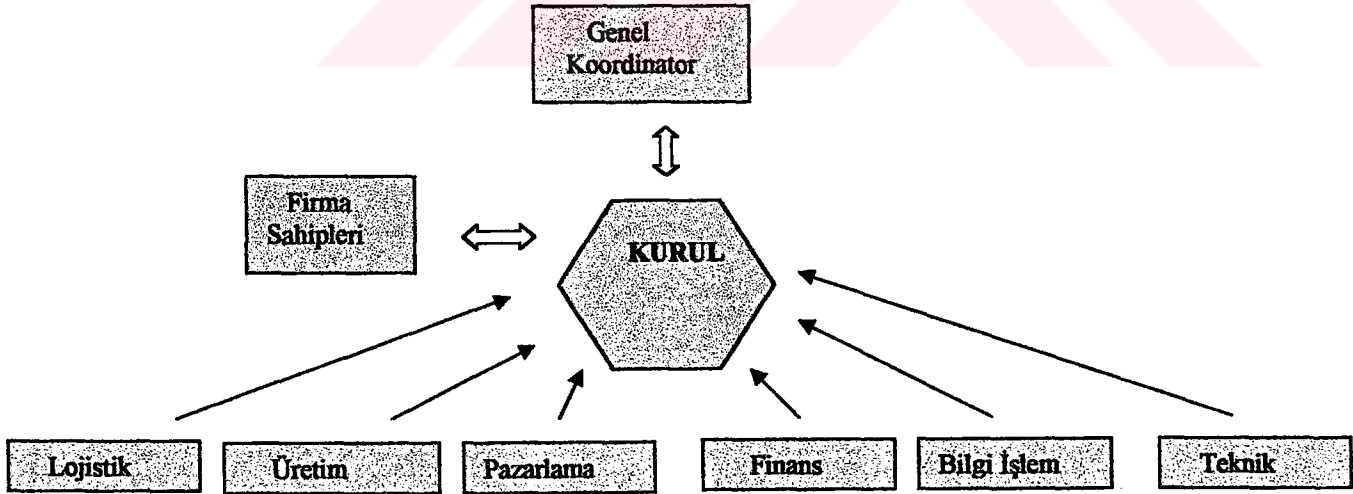 Genel
Koordinator
Firma
Sahipleri
KURUL
Lojistik
Üretim
Pazarlama
Finans
Bilgi İşlem
Teknik